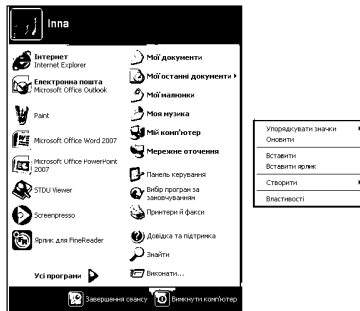 Inna
Інтернет
Internet Explorer
Електронна пошта
Microsoft Office Outlook
Paint
Microsoft Office Word 2007
Microsoft Office PowerPoint
2007
STDU Viewer
Screenpresso
Ярлик для FineReader
Усі програми
Мої документи
Мої останні документи
Мої малюнки
Моя музика
Мій комп'ютер
Мережне оточення
Панель керування
Вибір програм за
замовчуванням
Принтери й факси
Довідка та підтримка
Знайти
Виконати...
Завершення сеансу
Вимкнути комп'ютер
Упорядкувати значки
Оновити
Вставити
Вставити ярлик
Створити
Властивості